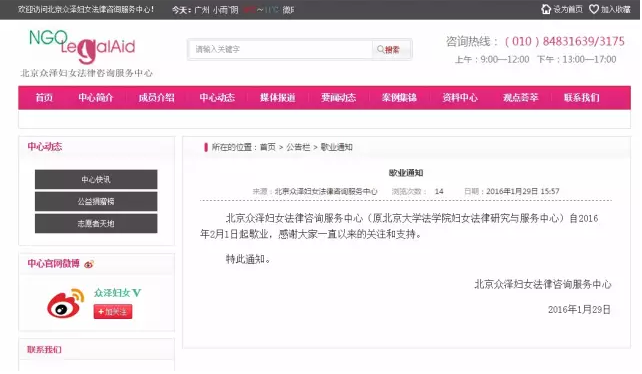 欢迎访问北京众泽妇女法律咨询服务中心!
今天:广州 小雨~阴
设为首页 加入收藏
NGO
LegalAid
北京众泽妇女法律咨询服务中心
请输入关键字
搜索
咨询热线:(010)84831639/3175
上午:9:00—12:00 下午:13:00—17:00
首页 中心简介 成员介绍 中心动态 媒体报道 要闻动态 案例集锦 资料中心 观点荟萃 联系我们
中心动态
中心快讯
公益捐赠榜
志愿者天地
中心官网微博
众泽妇女 V
+加关注
联系我们
所在的位置:首页 > 公告栏 > 歇业通知
歇业通知
来源:北京众泽妇女法律咨询服务中心 浏览次数: 14 日期:2016年1月29日 15:57
北京众泽妇女法律咨询服务中心(原北京大学法学院妇女法律研究与服务中心)自2016
年2月1日起歇业,感谢大家一直以来的关注和支持。
特此通知。
北京众泽妇女法律咨询服务中心
2016年1月29日